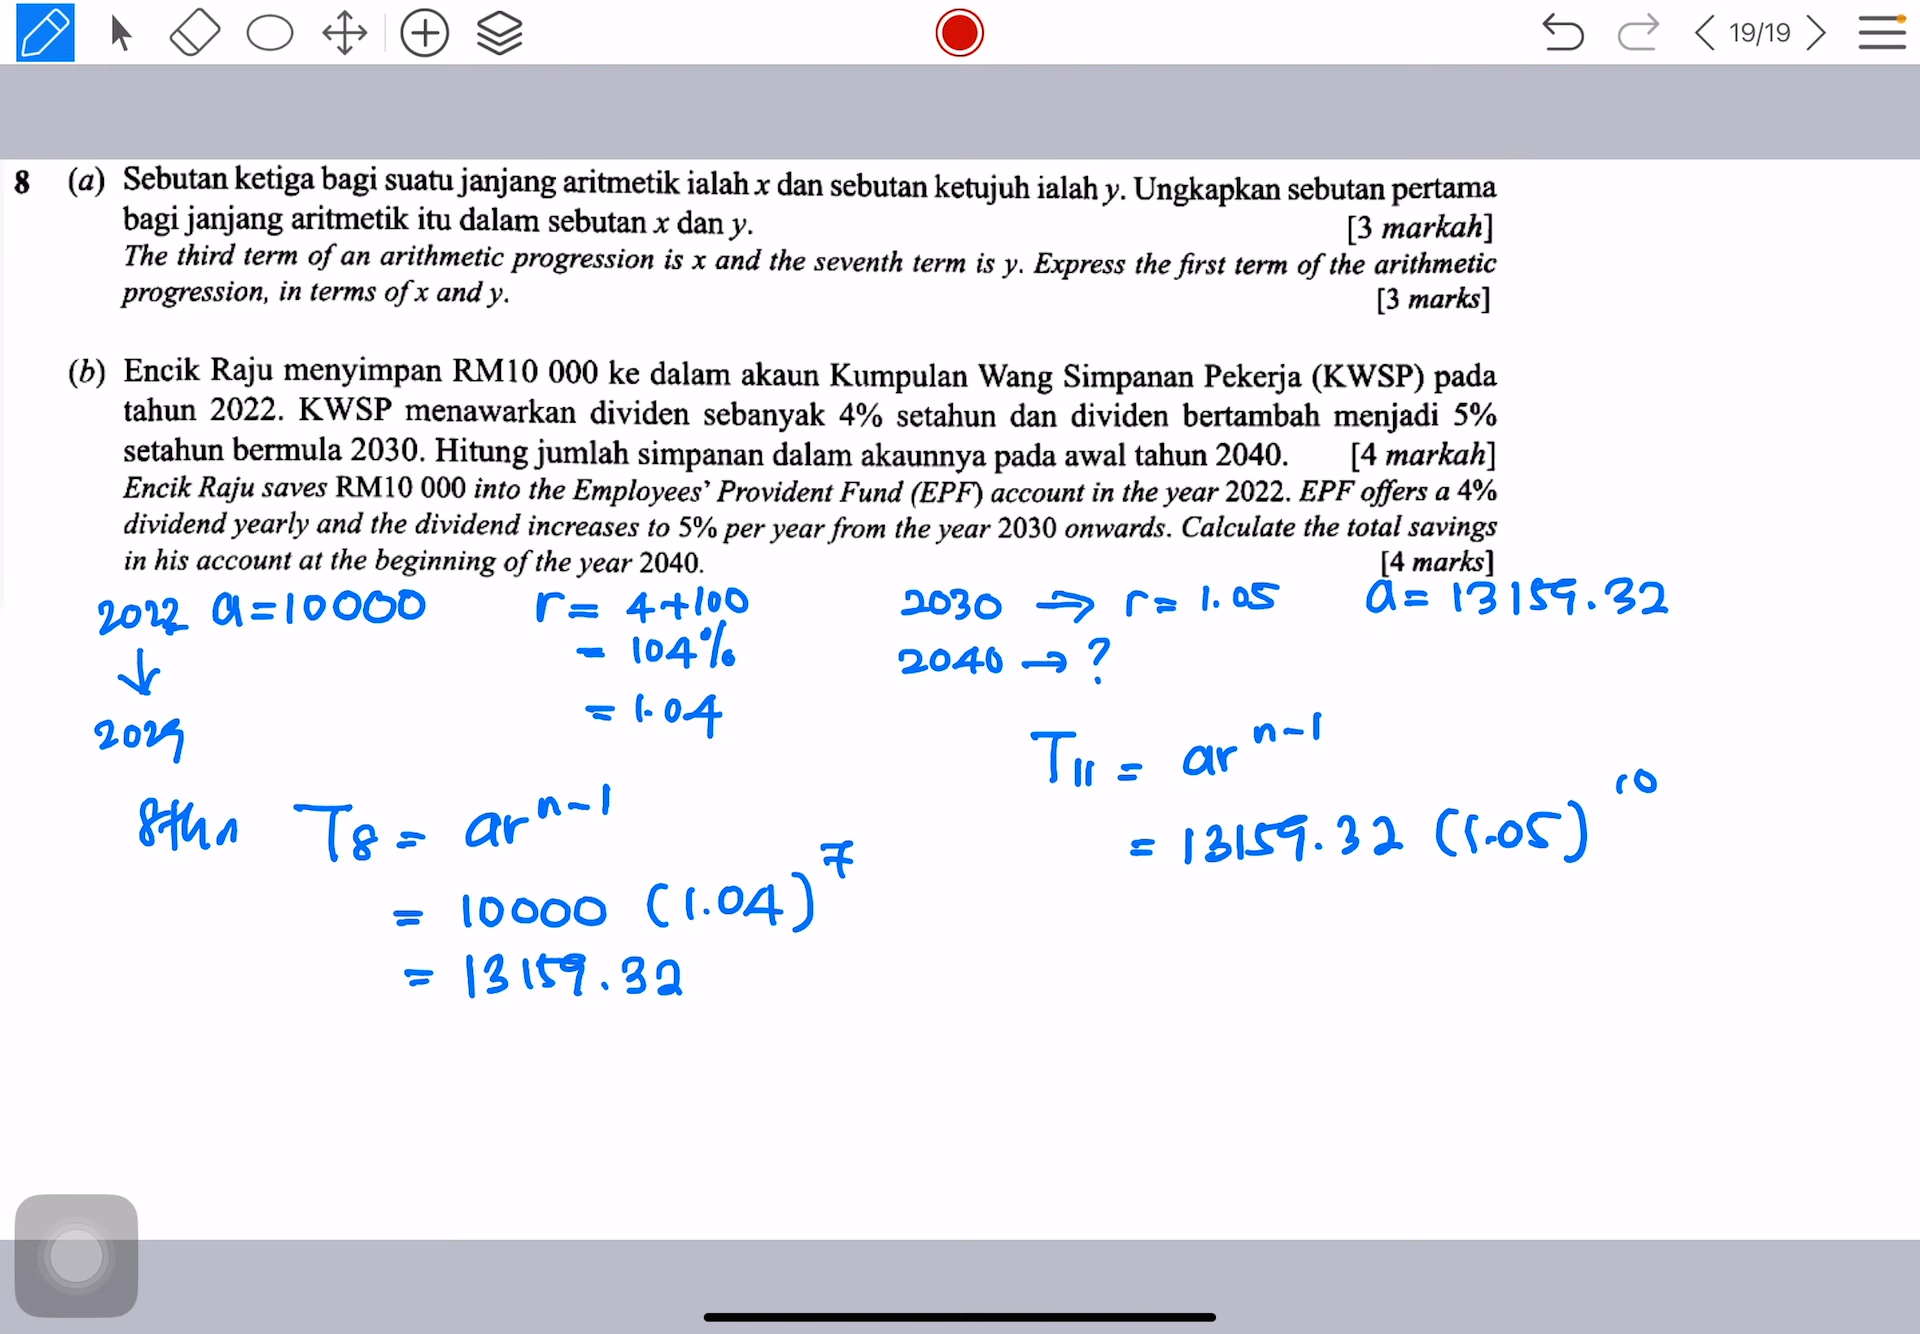 19/19
8 (a) Sebutan ketiga bagi suatu janjang aritmetik ialah x dan sebutan ketujuh ialah y. Ungkapkan sebutan pertama
bagi janjang aritmetik itu dalam sebutan x dan y. [3 markah]
The third term of an arithmetic progression is x and the seventh term is y. Express the first term of the arithmetic
progression, in terms of x and y. [3 marks]
(b) Encik Raju menyimpan RM10 000 ke dalam akaun Kumpulan Wang Simpanan Pekerja (KWSP) pada
tahun 2022. KWSP menawarkan dividen sebanyak 4% setahun dan dividen bertambah menjadi 5%
setahun bermula 2030. Hitung jumlah simpanan dalam akaunnya pada awal tahun 2040. [4 markah]
Encik Raju saves RM10 000 into the Employees' Provident Fund (EPF) account in the year 2022. EPF offers a 4%
dividend yearly and the dividend increases to 5% per year from the year 2030 onwards. Calculate the total savings
in his account at the beginning of the year 2040. [4 marks]
2022 a=10000 r= 4+100 2030 ⇒ r= 1.05 a= 13159.32
↓ = 104% 2040 → ?
2029 = 1.04
T₁₁ = ar^(n-1)
8thn T₈ = ar^(n-1) = 13159.32 (1.05)^10
= 10000 (1.04)^7
= 13159.32